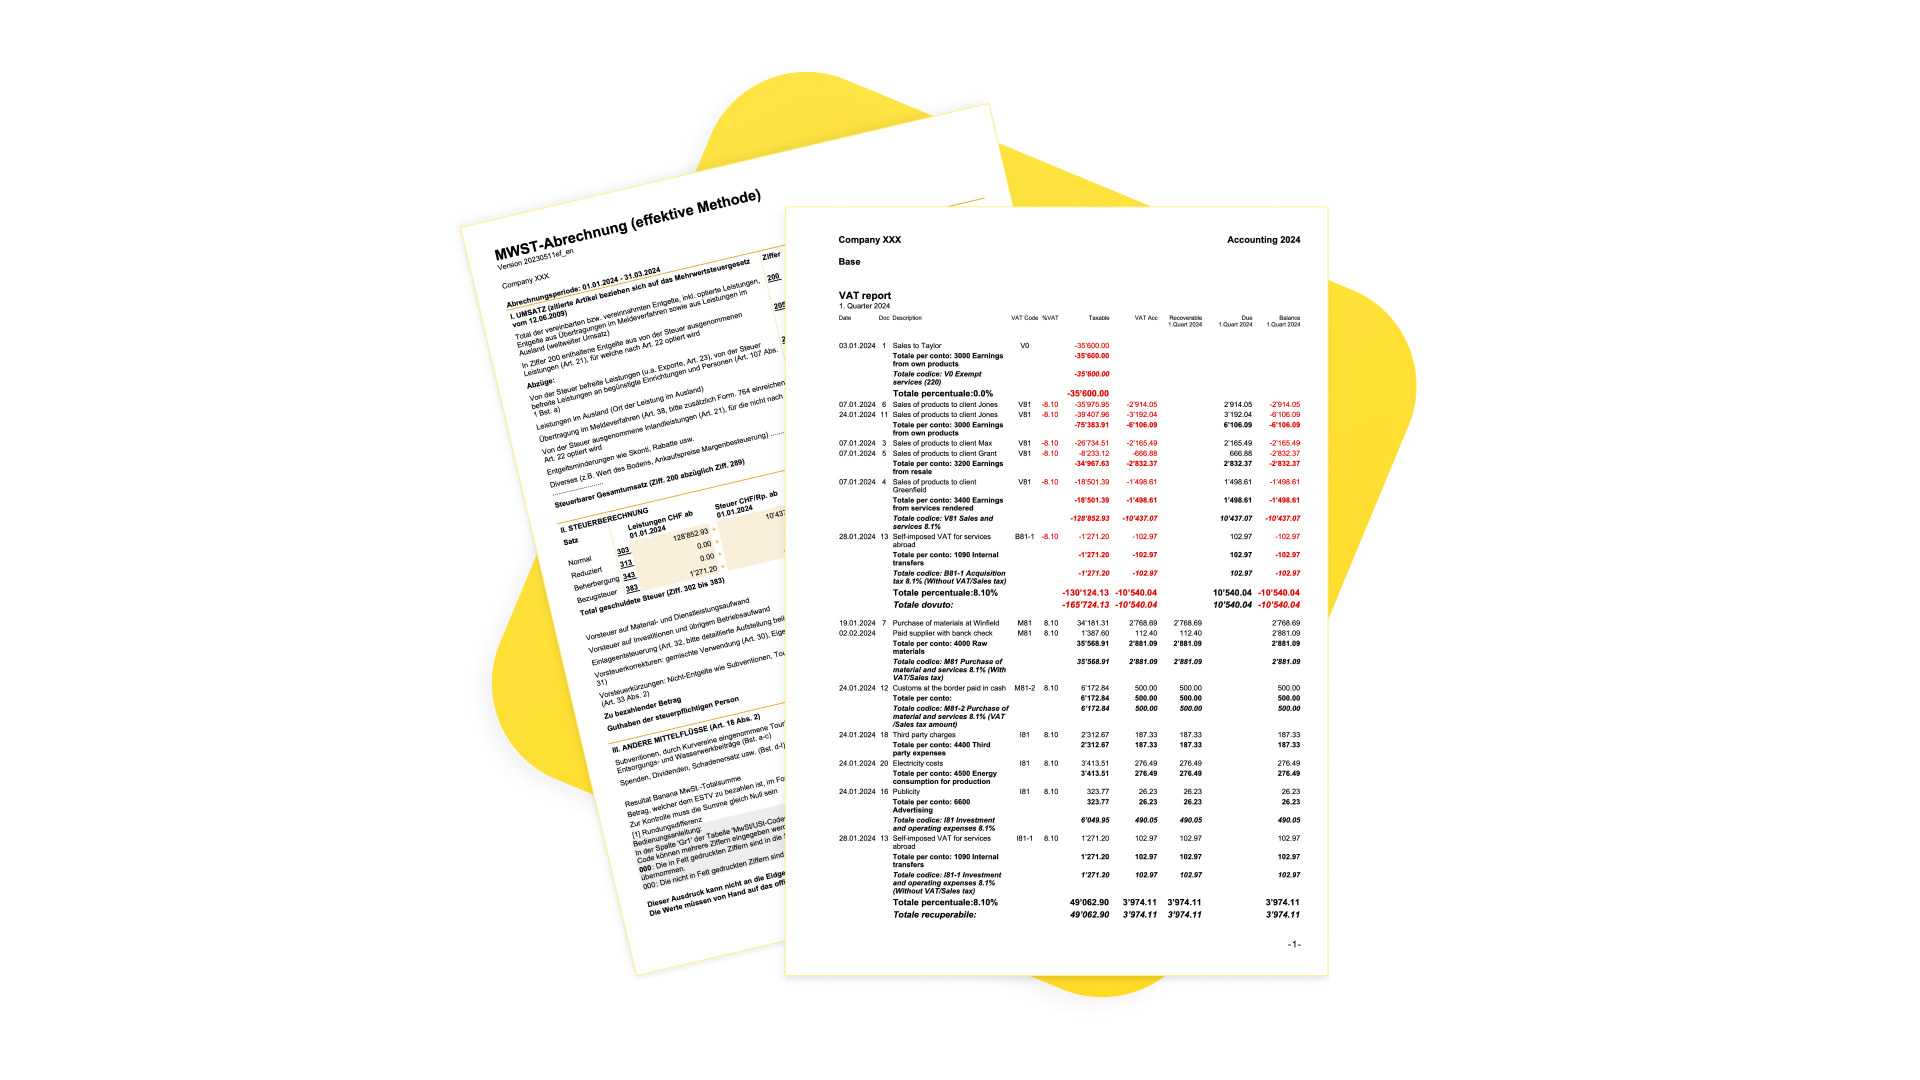 MWST-Abrechnung (effektive Methode)
Version 20230511ef_en
Company XXX
Abrechnungsperiode: 01.01.2024 - 31.03.2024
I. UMSATZ (zitierte Artikel beziehen sich auf das Mehrwertsteuergesetz
vom 12.06.2009)
Ziffer
Total der vereinbarten bzw. vereinnahmten Entgelte, inkl. optierte Leistungen,
Entgelte aus Übertragungen im Meldeverfahren sowie aus Leistungen im
Ausland (weltweiter Umsatz)
200
In Ziffer 200 enthaltene Entgelte aus von der Steuer ausgenommenen
Leistungen (Art. 21), für welche nach Art. 22 optiert wird
205
Abzüge:
Von der Steuer befreite Leistungen (u.a. Exporte, Art. 23), von der Steuer
befreite Leistungen an begünstigte Einrichtungen und Personen (Art. 107 Abs.
1 Bst. a)
Leistungen im Ausland (Ort der Leistung im Ausland)
Übertragung im Meldeverfahren (Art. 38, bitte zusätzlich Form. 764 einreichen
Von der Steuer ausgenommene Inlandleistungen (Art. 21), für die nicht nach
Art. 22 optiert wird
Entgeltsminderungen wie Skonti, Rabatte usw.
Diverses (z.B. Wert des Bodens, Ankaufspreise Margenbesteuerung) .......
........................
Steuerbarer Gesamtumsatz (Ziff. 200 abzüglich Ziff. 289)
II. STEUERBERECHNUNG
Satz
Leistungen CHF ab
01.01.2024
Steuer CHF/Rp. ab
01.01.2024
Normal 303 128'852.93 + 10'437
Reduziert 313 0.00 +
Beherbergung 343 0.00 +
Bezugsteuer 383 1'271.20 +
Total geschuldete Steuer (Ziff. 302 bis 383)
Vorsteuer auf Material- und Dienstleistungsaufwand
Vorsteuer auf Investitionen und übrigem Betriebsaufwand
Einlageentsteuerung (Art. 32, bitte detaillierte Aufstellung beil
Vorsteuerkorrekturen: gemischte Verwendung (Art. 30), Eige
31)
Vorsteuerkürzungen: Nicht-Entgelte wie Subventionen, Tou
(Art. 33 Abs. 2)
Zu bezahlender Betrag
Guthaben der steuerpflichtigen Person
III. ANDERE MITTELFLÜSSE (Art. 18 Abs. 2)
Subventionen, durch Kurvereine eingenommene Tour
Entsorgungs- und Wasserwerkbeiträge (Bst. a-c)
Spenden, Dividenden, Schadenersatz usw. (Bst. d-l)
Resultat Banana MwSt.-Totalsumme
Betrag, welcher dem ESTV zu bezahlen ist, im Fo
Zur Kontrolle muss die Summe gleich Null sein
[1] Rundungsdifferenz
Bedienungsanleitung:
In der Spalte 'Gr1' der Tabelle 'MwSt/USt-Code
Code können mehrere Ziffern eingegeben wer
000: Die in Fett gedruckten Ziffern sind in die
übernommen.
000: Die nicht in Fett gedruckten Ziffern sind
Dieser Ausdruck kann nicht an die Eidge
Die Werte müssen von Hand auf das offi
Company XXX Accounting 2024
Base
VAT report
1. Quarter 2024
Date Doc Description VAT Code %VAT Taxable VAT Acc Recoverable Due Balance
1.Quart 2024 1.Quart 2024 1.Quart 2024
03.01.2024 1 Sales to Taylor V0 -35'600.00
Totale per conto: 3000 Earnings -35'600.00
from own products
Totale codice: V0 Exempt -35'600.00
services (220)
Totale percentuale:0.0% -35'600.00
07.01.2024 6 Sales of products to client Jones V81 -8.10 -35'975.95 -2'914.05 2'914.05 -2'914.05
24.01.2024 11 Sales of products to client Jones V81 -8.10 -39'407.96 -3'192.04 3'192.04 -6'106.09
Totale per conto: 3000 Earnings -75'383.91 -6'106.09 6'106.09 -6'106.09
from own products
07.01.2024 3 Sales of products to client Max V81 -8.10 -26'734.51 -2'165.49 2'165.49 -2'165.49
07.01.2024 5 Sales of products to client Grant V81 -8.10 -8'233.12 -666.88 666.88 -2'832.37
Totale per conto: 3200 Earnings -34'967.63 -2'832.37 2'832.37 -2'832.37
from resale
07.01.2024 4 Sales of products to client V81 -8.10 -18'501.39 -1'498.61 1'498.61 -1'498.61
Greenfield
Totale per conto: 3400 Earnings -18'501.39 -1'498.61 1'498.61 -1'498.61
from services rendered
Totale codice: V81 Sales and -128'852.93 -10'437.07 10'437.07 -10'437.07
services 8.1%
28.01.2024 13 Self-imposed VAT for services B81-1 -8.10 -1'271.20 -102.97 102.97 -102.97
abroad
Totale per conto: 1090 Internal -1'271.20 -102.97 102.97 -102.97
transfers
Totale codice: B81-1 Acquisition -1'271.20 -102.97 102.97 -102.97
tax 8.1% (Without VAT/Sales tax)
Totale percentuale:8.10% -130'124.13 -10'540.04 10'540.04 -10'540.04
Totale dovuto: -165'724.13 -10'540.04 10'540.04 -10'540.04
19.01.2024 7 Purchase of materials at Winfield M81 8.10 34'181.31 2'768.69 2'768.69 2'768.69
02.02.2024 Paid supplier with banck check M81 8.10 1'387.60 112.40 112.40 2'881.09
Totale per conto: 4000 Raw 35'568.91 2'881.09 2'881.09 2'881.09
materials
Totale codice: M81 Purchase of 35'568.91 2'881.09 2'881.09 2'881.09
material and services 8.1% (With
VAT/Sales tax)
24.01.2024 12 Customs at the border paid in cash M81-2 8.10 6'172.84 500.00 500.00 500.00
Totale per conto: 6'172.84 500.00 500.00 500.00
Totale codice: M81-2 Purchase of 6'172.84 500.00 500.00 500.00
material and services 8.1% (VAT
/Sales tax amount)
24.01.2024 18 Third party charges I81 8.10 2'312.67 187.33 187.33 187.33
Totale per conto: 4400 Third 2'312.67 187.33 187.33 187.33
party expenses
24.01.2024 20 Electricity costs I81 8.10 3'413.51 276.49 276.49 276.49
Totale per conto: 4500 Energy 3'413.51 276.49 276.49 276.49
consumption for production
24.01.2024 16 Publicity I81 8.10 323.77 26.23 26.23 26.23
Totale per conto: 6600 323.77 26.23 26.23 26.23
Advertising
Totale codice: I81 Investment 6'049.95 490.05 490.05 490.05
and operating expenses 8.1%
28.01.2024 13 Self-imposed VAT for services I81-1 8.10 1'271.20 102.97 102.97 102.97
abroad
Totale per conto: 1090 Internal 1'271.20 102.97 102.97 102.97
transfers
Totale codice: I81-1 Investment 1'271.20 102.97 102.97 102.97
and operating expenses 8.1%
(Without VAT/Sales tax)
Totale percentuale:8.10% 49'062.90 3'974.11 3'974.11 3'974.11
Totale recuperabile: 49'062.90 3'974.11 3'974.11 3'974.11
-1-